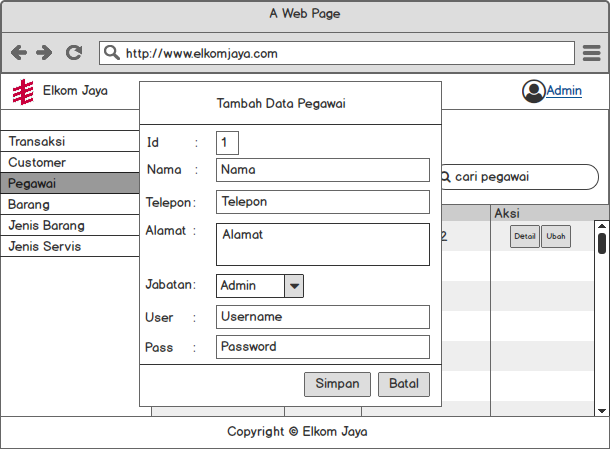 A Web Page
http://www.elkomjaya.com
Elkom Jaya
Admin
Tambah Data Pegawai
Transaksi
Customer
Pegawai
Barang
Jenis Barang
Jenis Servis
Id : 1
Nama : Nama
Telepon: Telepon
Alamat : Alamat
Jabatan: Admin
User : Username
Pass : Password
Simpan Batal
cari pegawai
Aksi
2 Detail Ubah
Copyright © Elkom Jaya